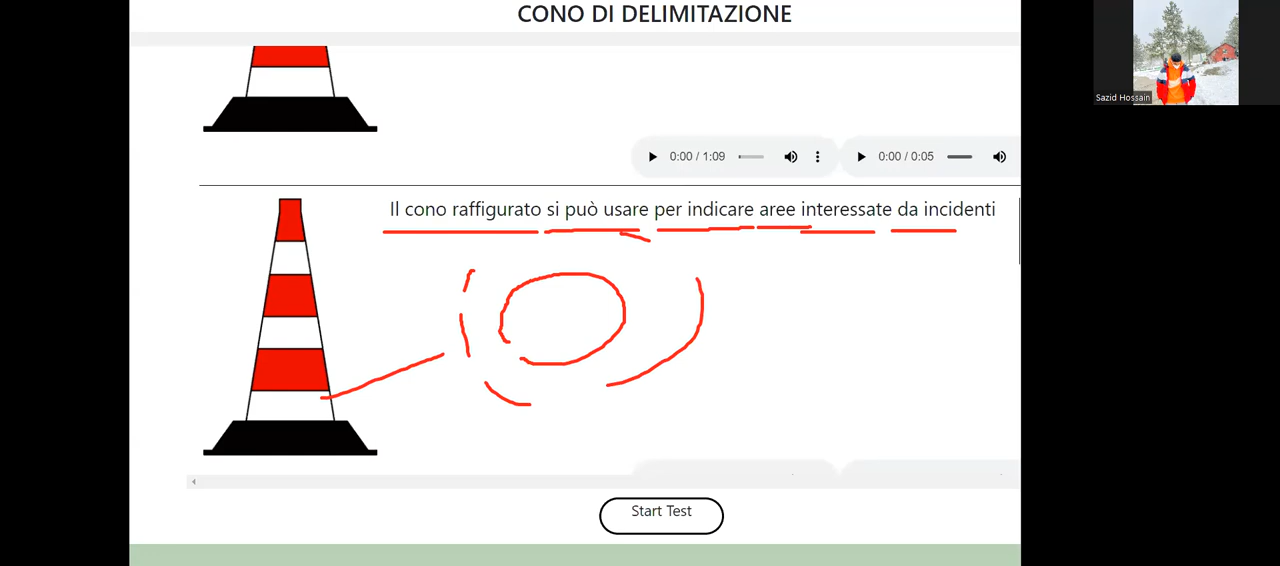 CONO DI DELIMITAZIONE
Sazid Hossain
0:00 / 1:09
0:00 / 0:05
Il cono raffigurato si può usare per indicare aree interessate da incidenti
Start Test